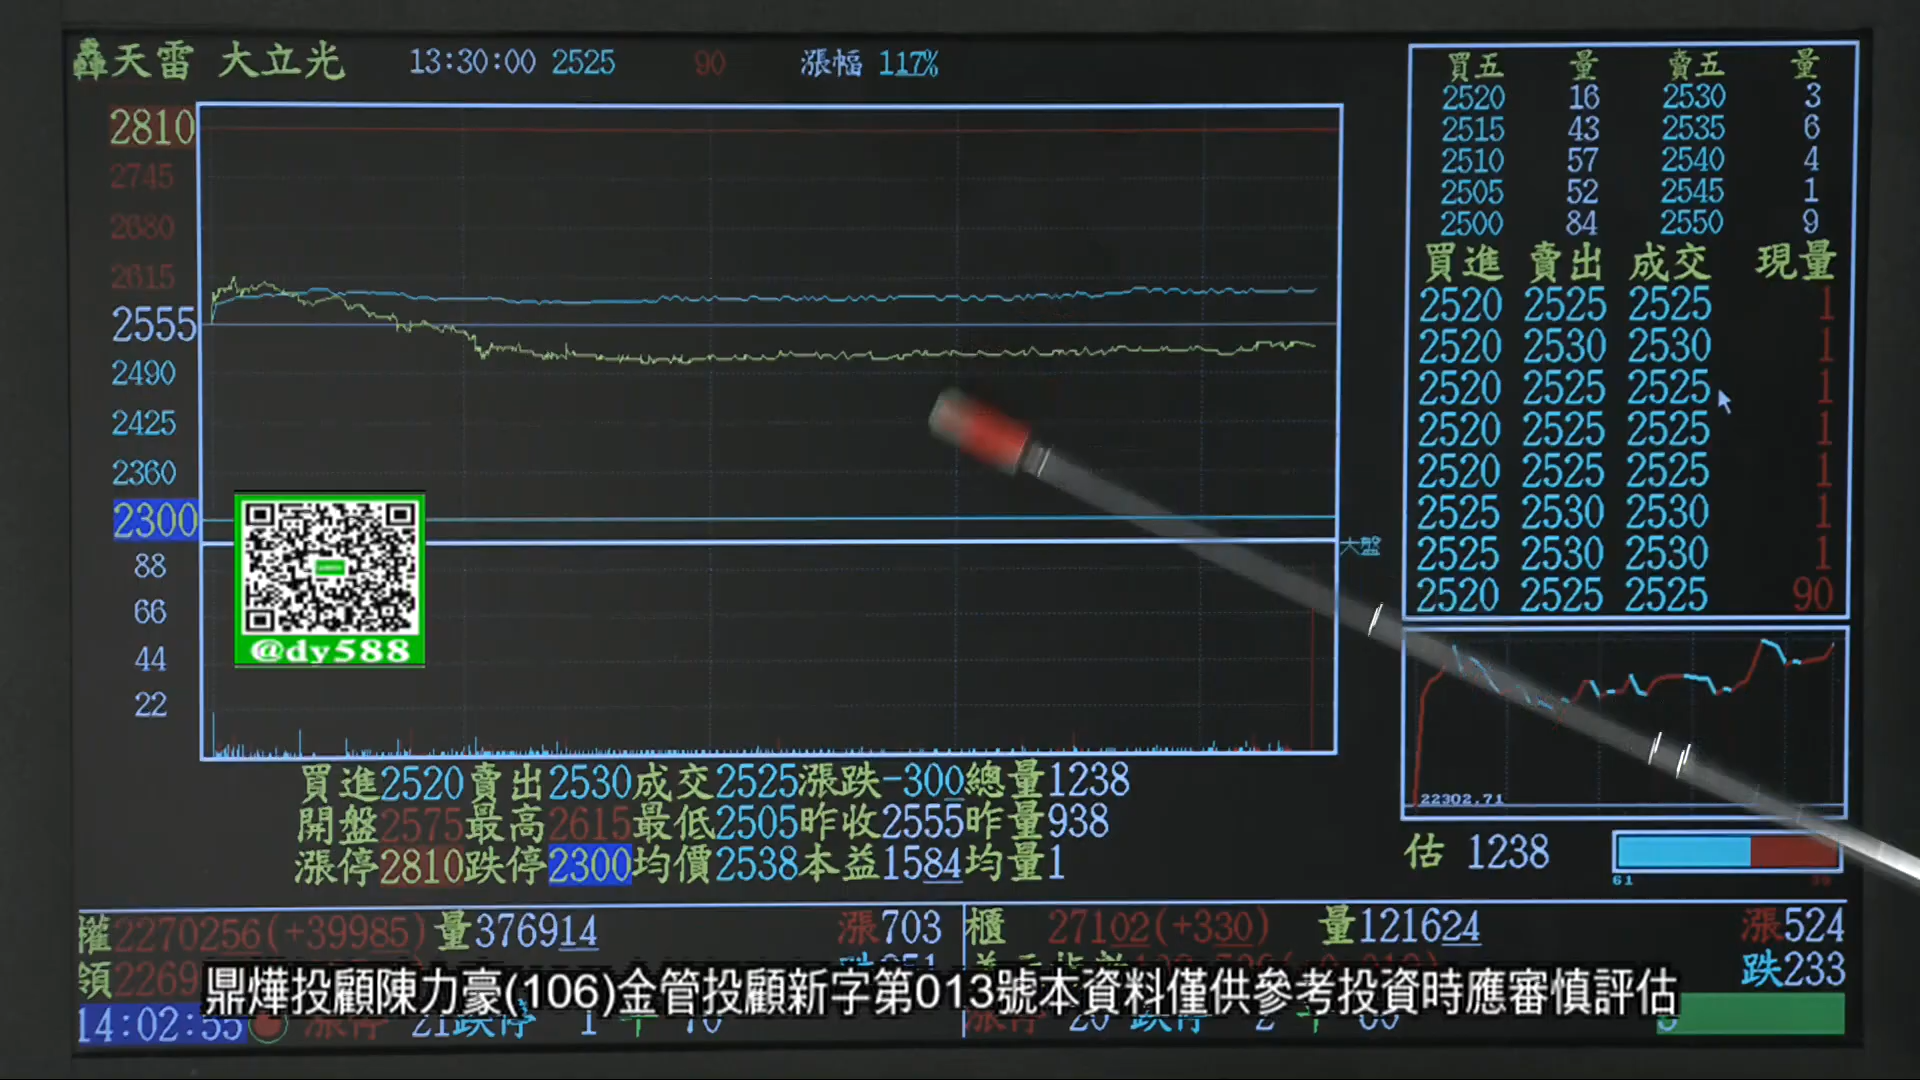 轟天雷 大立光 13:30:00 2525 90 漲幅 117%
2810
2745
2680
2615
2555
2490
2425
2360
2300
88
66
44
22
@dy588
大盤
買五 量 賣五 量
2520 16 2530 3
2515 43 2535 6
2510 57 2540 4
2505 52 2545 1
2500 84 2550 9
買進 賣出 成交 現量
2520 2525 2525 1
2520 2530 2530 1
2520 2525 2525 1
2520 2525 2525 1
2520 2525 2525 1
2525 2530 2530 1
2525 2530 2530 1
2520 2525 2525 90
22302.71
估 1238
61
買進2520賣出2530成交2525漲跌-300總量1238
開盤2575最高2615最低2505昨收2555昨量938
漲停2810跌停2300均價2538本益1584均量1
權2270256(+39985) 量376914 漲703
櫃 27102(+330) 量121624 漲524
領2269
跌233
鼎燁投顧陳力豪(106)金管投顧新字第013號本資料僅供參考投資時應審慎評估
14:02:55